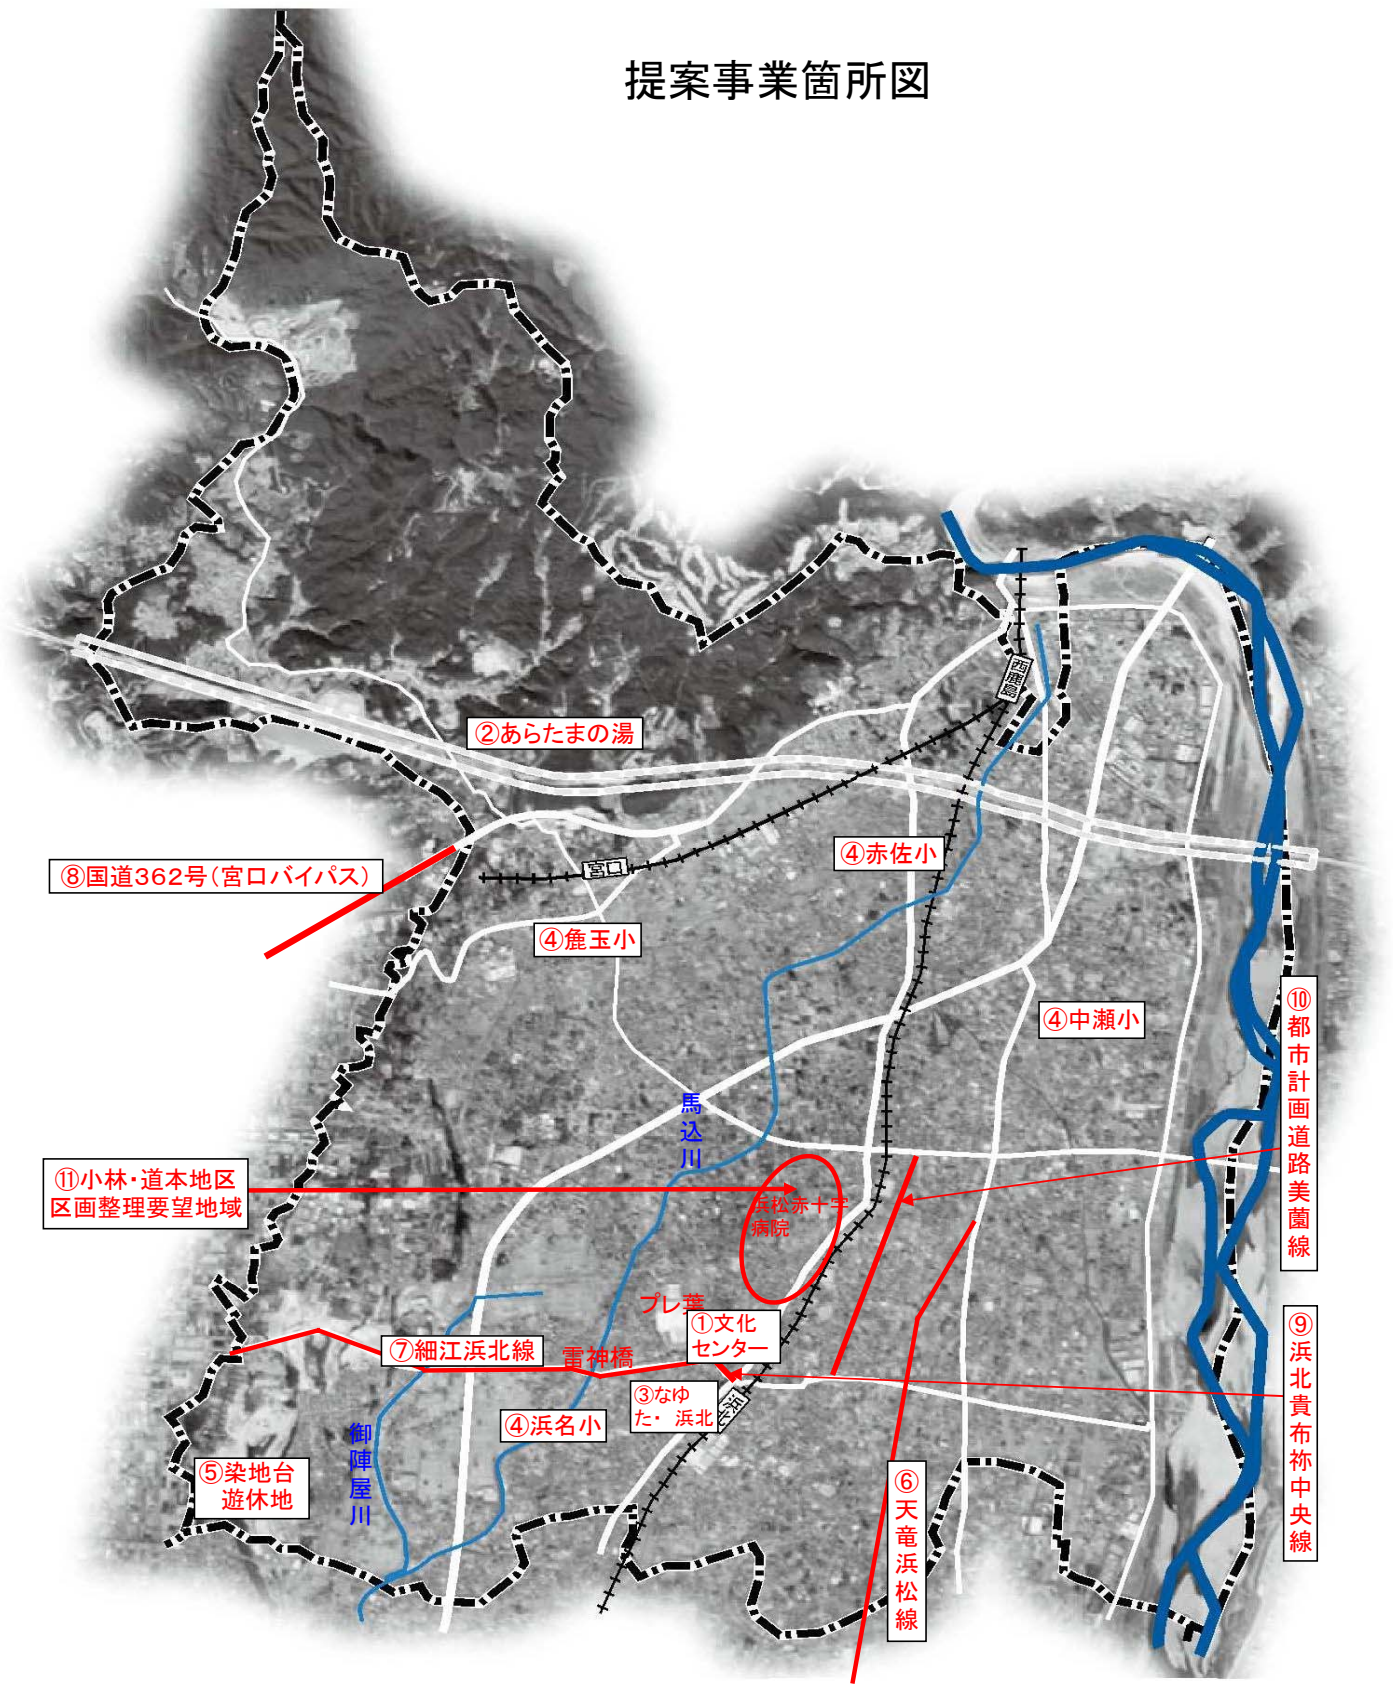 提案事業箇所図
西鹿島
②あらたまの湯
④赤佐小
宮口
⑧国道362号(宮口バイパス)
④麁玉小
④中瀬小
⑩都市計画道路美薗線
馬込川
⑪小林・道本地区
区画整理要望地域
浜松赤十字
病院
プレ葉
①文化
センター
⑦細江浜北線
雷神橋
⑨浜北貴布祢中央線
③なゆ
た・ 浜北
浜北
④浜名小
御陣屋川
⑤染地台
遊休地
⑥天竜浜松線